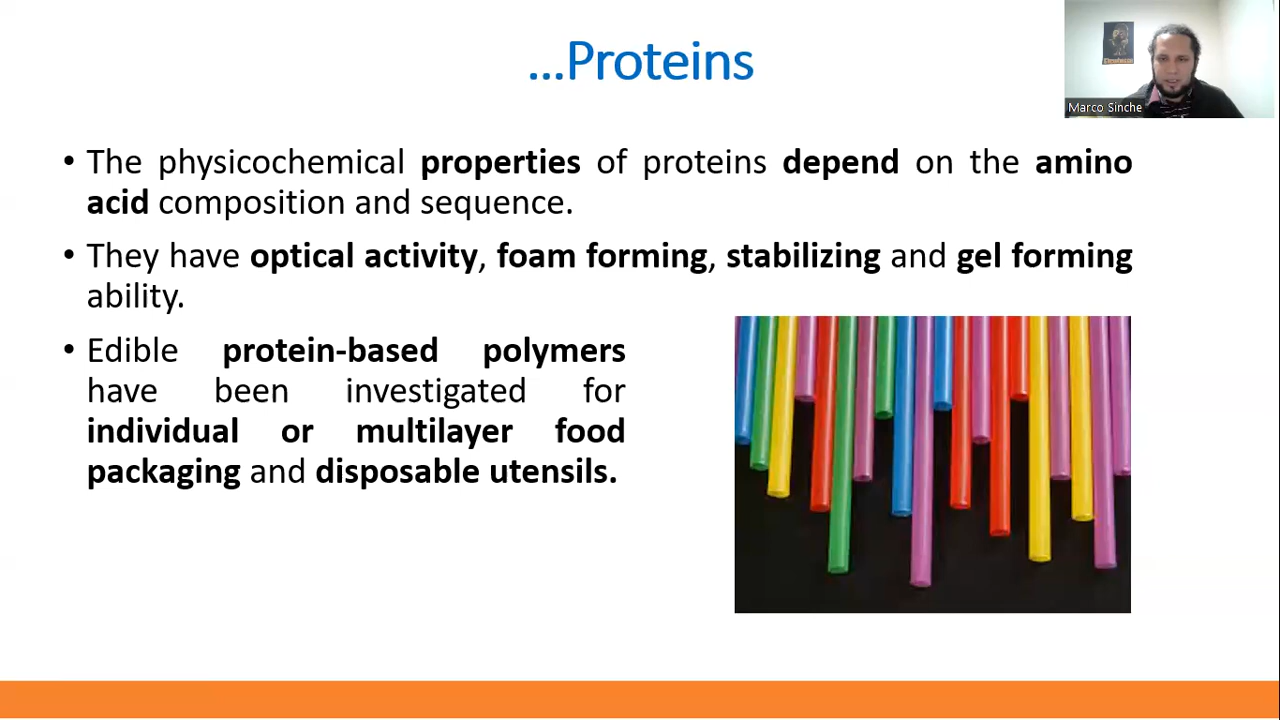 ...Proteins
Marco Sinche
• The physicochemical properties of proteins depend on the amino
acid composition and sequence.
• They have optical activity, foam forming, stabilizing and gel forming
ability.
• Edible protein-based polymers
have been investigated for
individual or multilayer food
packaging and disposable utensils.